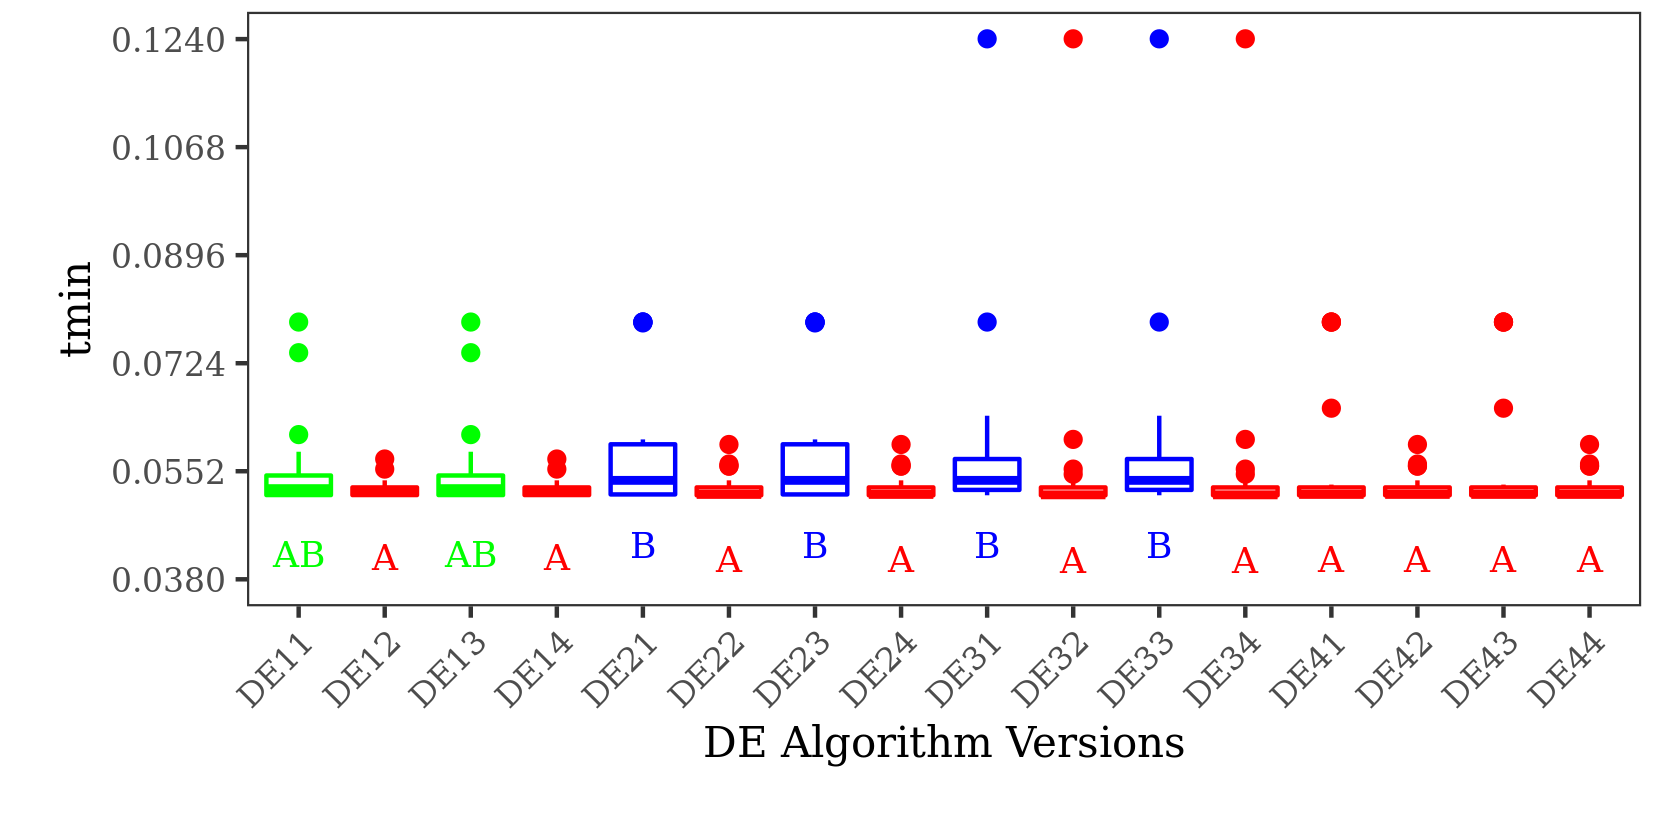 0.1240
0.1068
0.0896
0.0724
0.0552
0.0380
tmin
AB A AB A B A B A B A B A A A A A
DE11 DE12 DE13 DE14 DE21 DE22 DE23 DE24 DE31 DE32 DE33 DE34 DE41 DE42 DE43 DE44
DE Algorithm Versions